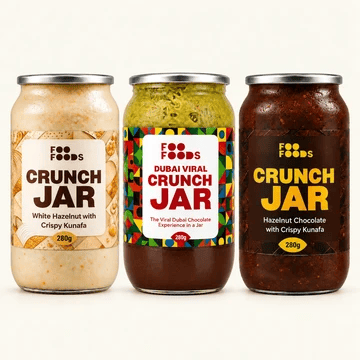 FOO
FOODS
CRUNCH
JAR
White Hazelnut with
Crispy Kunafa
280g
FOO
FOODS
DUBAI VIRAL
CRUNCH
JAR
The Viral Dubai Chocolate
Experience in a Jar
280g
FOO
FOODS
CRUNCH
JAR
Hazelnut Chocolate
with Crispy Kunafa
280g